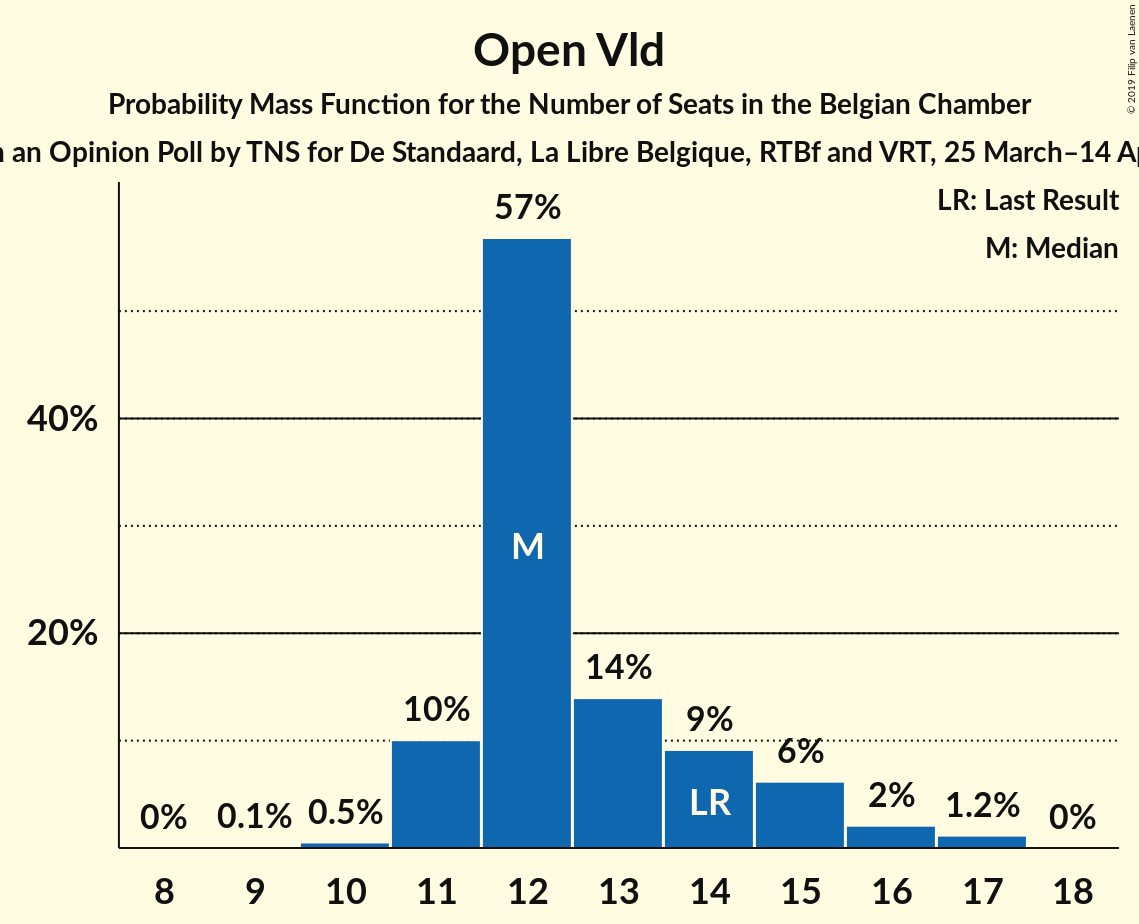 Open Vld
Probability Mass Function for the Number of Seats in the Belgian Chamber
an Opinion Poll by TNS for De Standaard, La Libre Belgique, RTBf and VRT, 25 March–14
© 2019 Filip van Laenen
LR: Last Result
M: Median
57%
40%
M
20%
14%
10%
9%
6%
LR
2%
1.2%
0.5%
0.1%
0%
0%
8 9 10 11 12 13 14 15 16 17 18